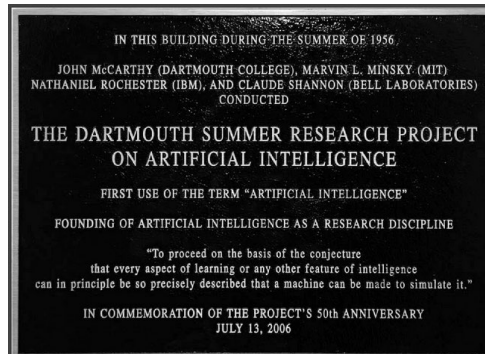 IN THIS BUILDING DURING THE SUMMER OF 1956
JOHN McCARTHY (DARTMOUTH COLLEGE), MARVIN L. MINSKY (MIT)
NATHANIEL ROCHESTER (IBM), AND CLAUDE SHANNON (BELL LABORATORIES)
CONDUCTED
THE DARTMOUTH SUMMER RESEARCH PROJECT
ON ARTIFICIAL INTELLIGENCE
FIRST USE OF THE TERM “ARTIFICIAL INTELLIGENCE”
FOUNDING OF ARTIFICIAL INTELLIGENCE AS A RESEARCH DISCIPLINE
“To proceed on the basis of the conjecture
that every aspect of learning or any other feature of intelligence
can in principle be so precisely described that a machine can be made to simulate it.”
IN COMMEMORATION OF THE PROJECT'S 50th ANNIVERSARY
JULY 13, 2006